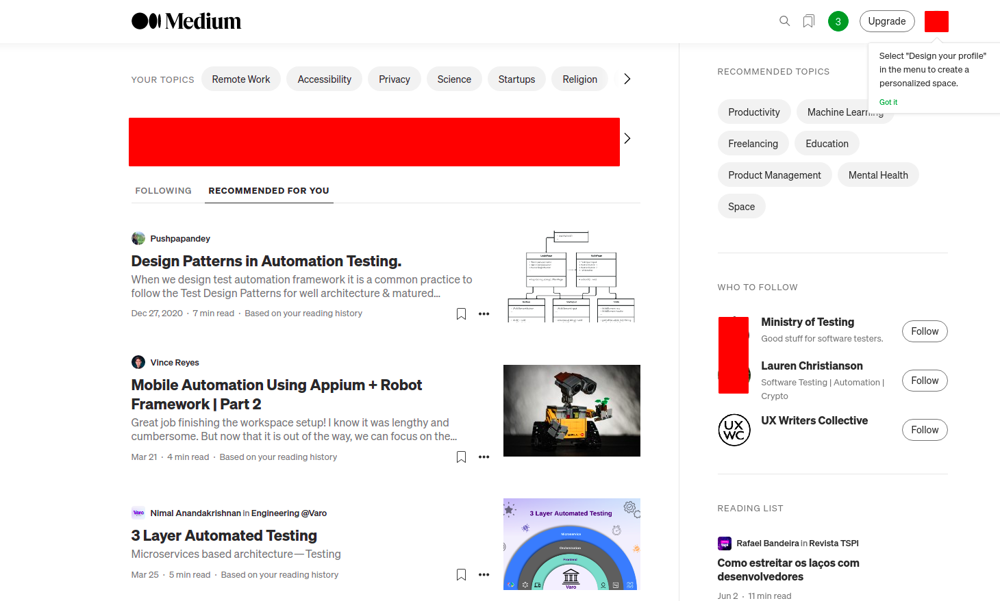 Medium
3
Upgrade
Select "Design your profile"
in the menu to create a
personalized space.
Got it
YOUR TOPICS
Remote Work
Accessibility
Privacy
Science
Startups
Religion
FOLLOWING
RECOMMENDED FOR YOU
Pushpapandey
Design Patterns in Automation Testing.
When we design test automation framework it is a common practice to
follow the Test Design Patterns for well architecture & matured...
Dec 27, 2020 · 7 min read · Based on your reading history
Vince Reyes
Mobile Automation Using Appium + Robot
Framework | Part 2
Great job finishing the workspace setup! I know it was lengthy and
cumbersome. But now that it is out of the way, we can focus on the...
Mar 21 · 4 min read · Based on your reading history
Varo
Nimal Anandakrishnan in Engineering @Varo
3 Layer Automated Testing
Microservices based architecture — Testing
Mar 25 · 5 min read · Based on your reading history
3 Layer Automated Testing
Microservice
Orchestration
Frontend
Varo
RECOMMENDED TOPICS
Productivity
Machine Learning
Freelancing
Education
Product Management
Mental Health
Space
WHO TO FOLLOW
Ministry of Testing
Good stuff for software testers.
Follow
Lauren Christianson
Software Testing | Automation |
Crypto
Follow
UX
WC
UX Writers Collective
Follow
READING LIST
tspi
Rafael Bandeira in Revista TSPI
Como estreitar os laços com
desenvolvedores
Jun 2 · 11 min read